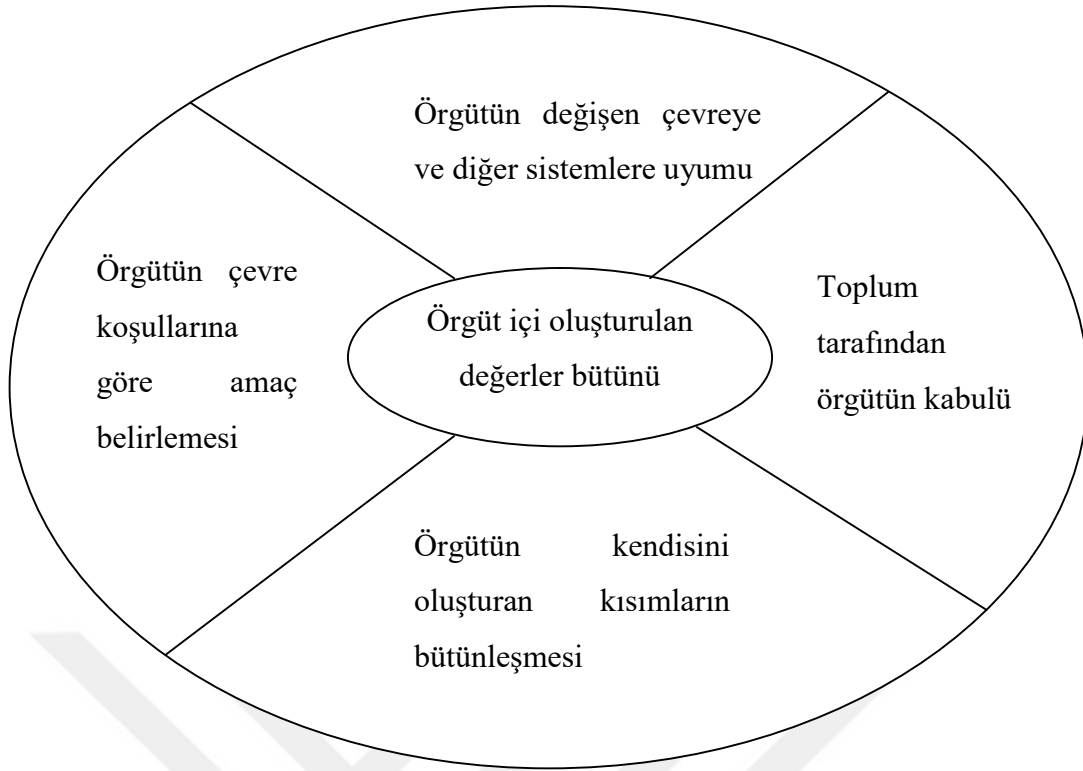 Örgütün değişen çevreye
ve diğer sistemlere uyumu
Örgütün çevre
koşullarına
göre amaç
belirlemesi
Örgüt içi oluşturulan
değerler bütünü
Toplum
tarafından
örgütün kabulü
Örgütün kendisini
oluşturan kısımların
bütünleşmesi